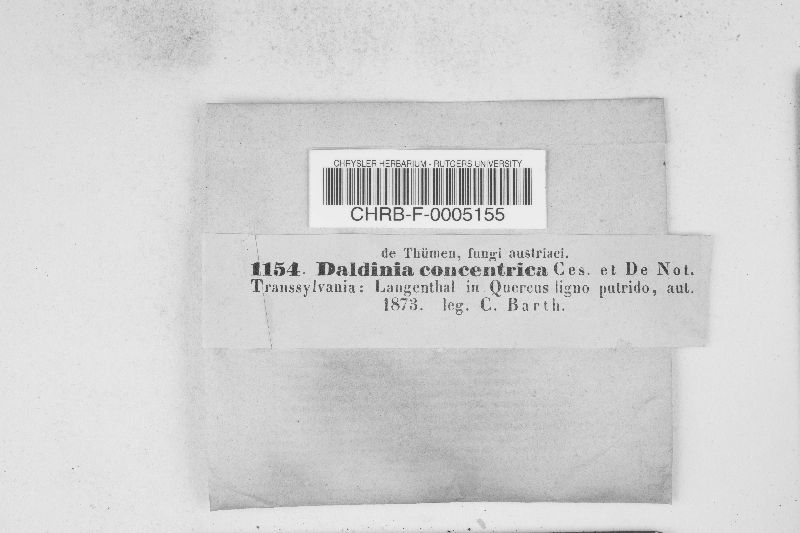 CHRYSLER HERBARIUM - RUTGERS UNIVERSITY
CHRB-F-0005155
de Thümen, fungi austriaci.
1154. Daldinia concentrica Ces. et De Not.
Transsylvania: Langenthal in Quercus ligno putrido, aut.
1873. leg. C. Barth.